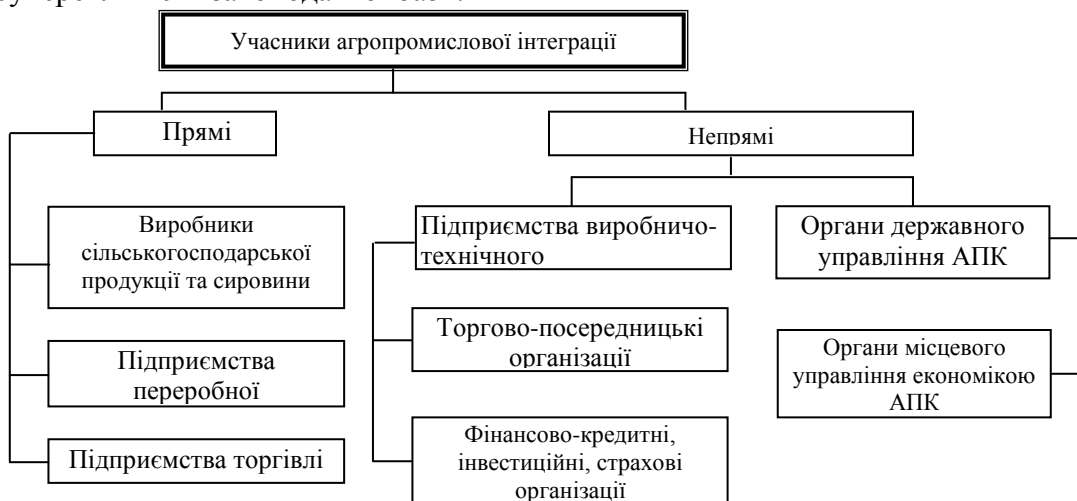 Учасники агропромислової інтеграції
Прямі
Непрямі
Виробники
сільськогосподарської
продукції та сировини
Підприємства
переробної
Підприємства торгівлі
Підприємства виробничо-
технічного
Торгово-посередницькі
організації
Фінансово-кредитні,
інвестиційні, страхові
організації
Органи державного
управління АПК
Органи місцевого
управління економікою
АПК